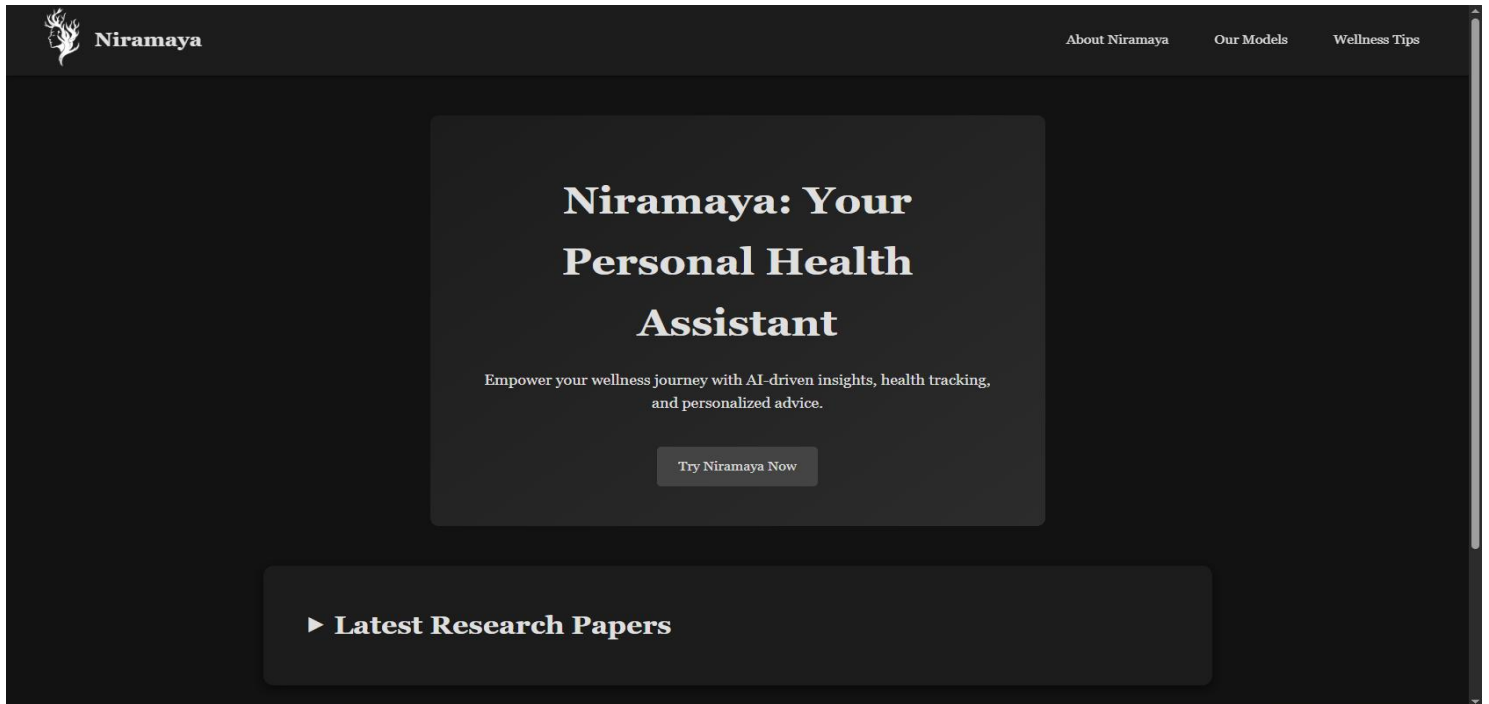 Niramaya
About Niramaya
Our Models
Wellness Tips
Niramaya: Your
Personal Health
Assistant
Empower your wellness journey with AI-driven insights, health tracking,
and personalized advice.
Try Niramaya Now
Latest Research Papers